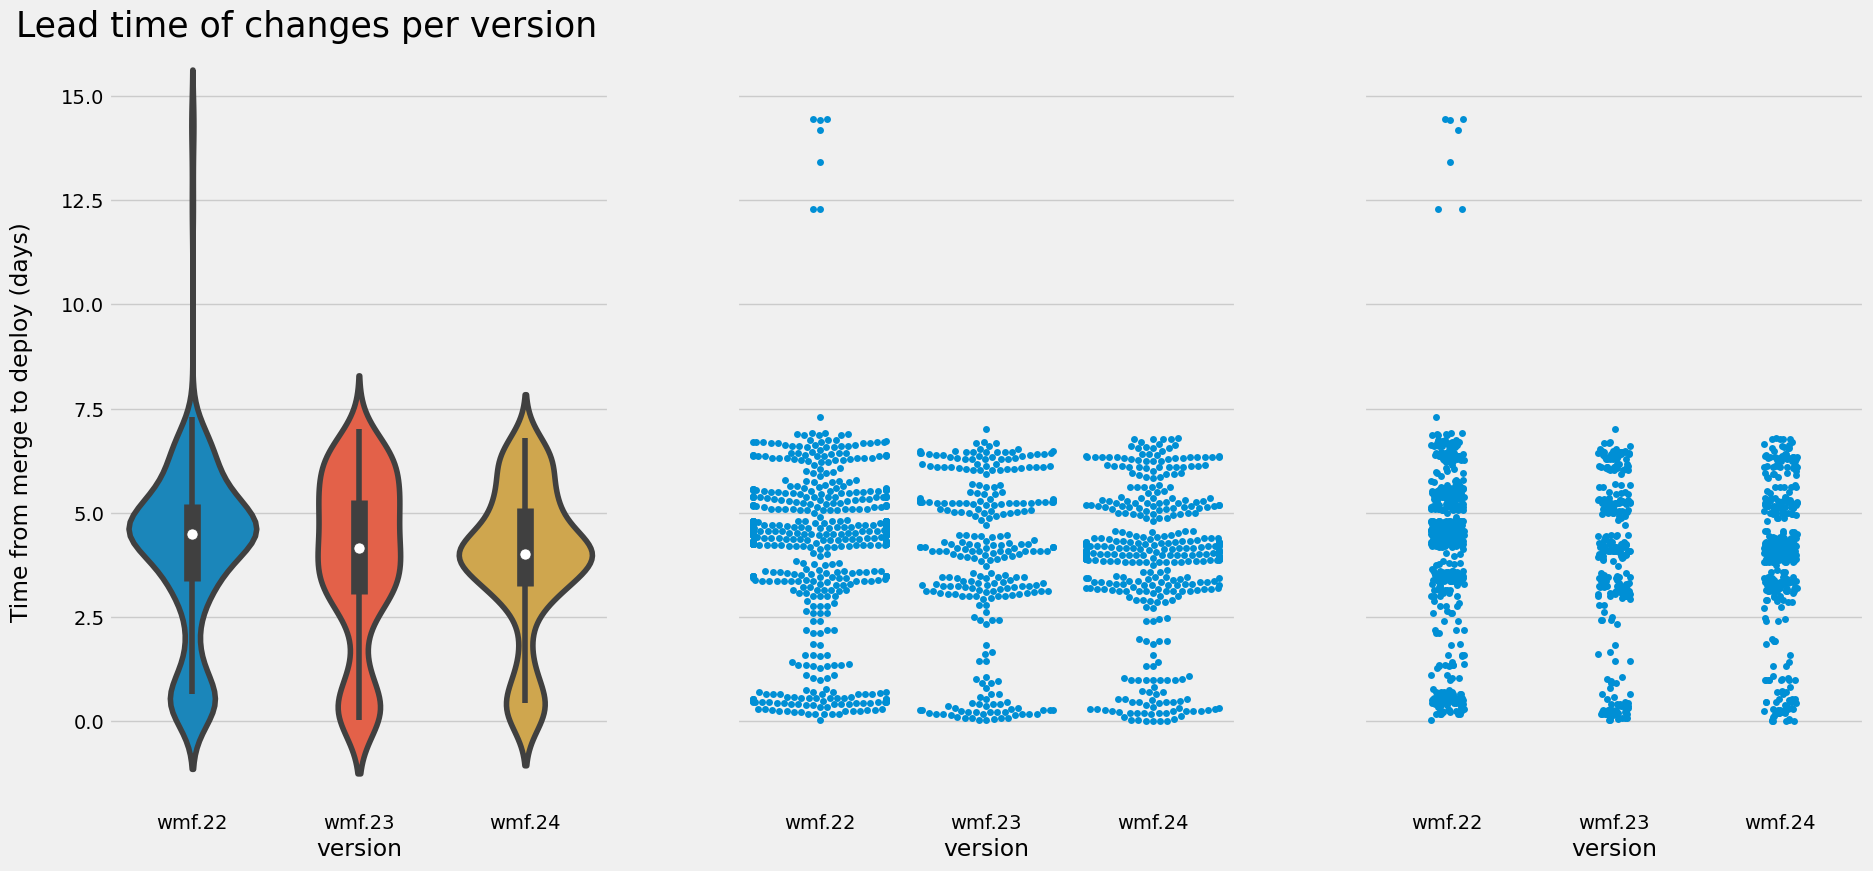 Lead time of changes per version
Time from merge to deploy (days)
15.0
12.5
10.0
7.5
5.0
2.5
0.0
wmf.22 wmf.23 wmf.24
version
wmf.22 wmf.23 wmf.24
version
wmf.22 wmf.23 wmf.24
version